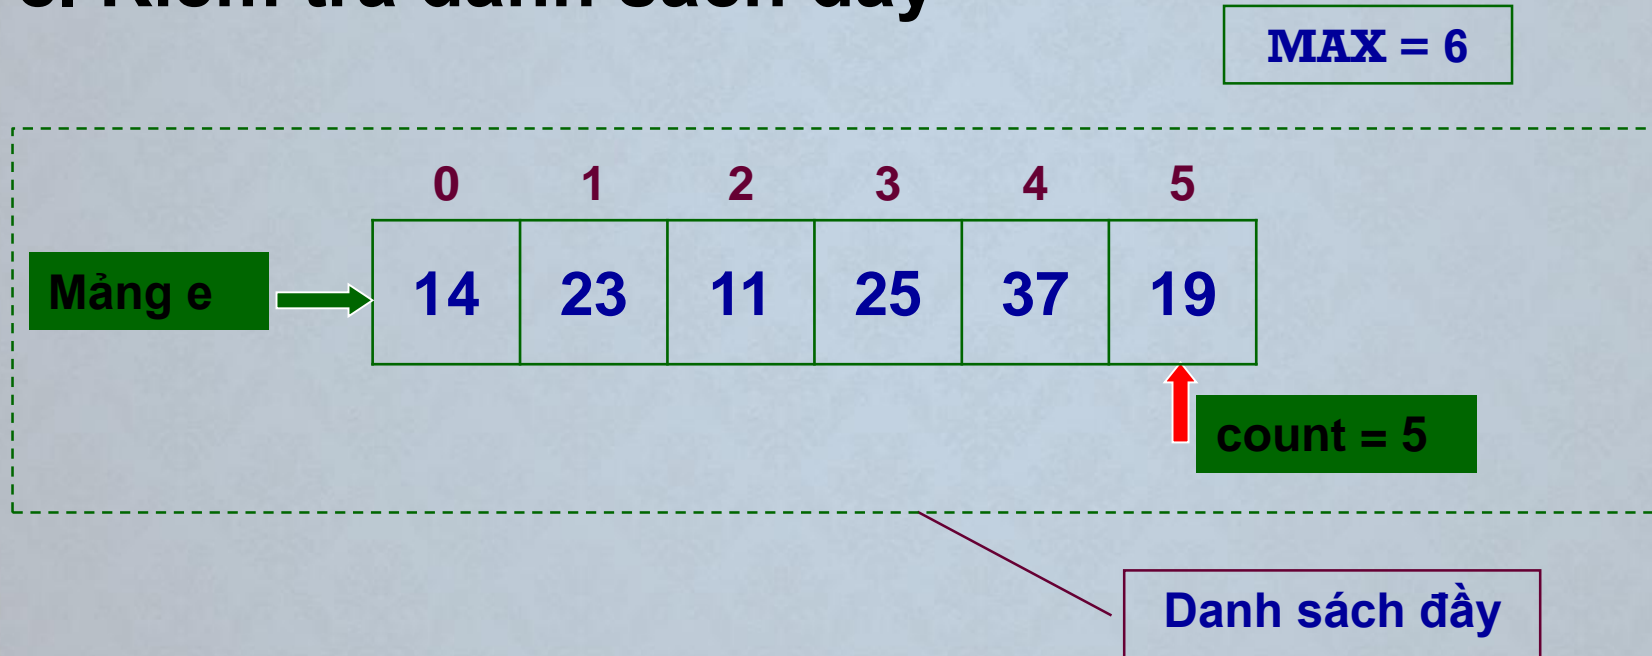 MAX = 6
0 1 2 3 4 5
Mảng e
14 23 11 25 37 19
count = 5
Danh sách đầy